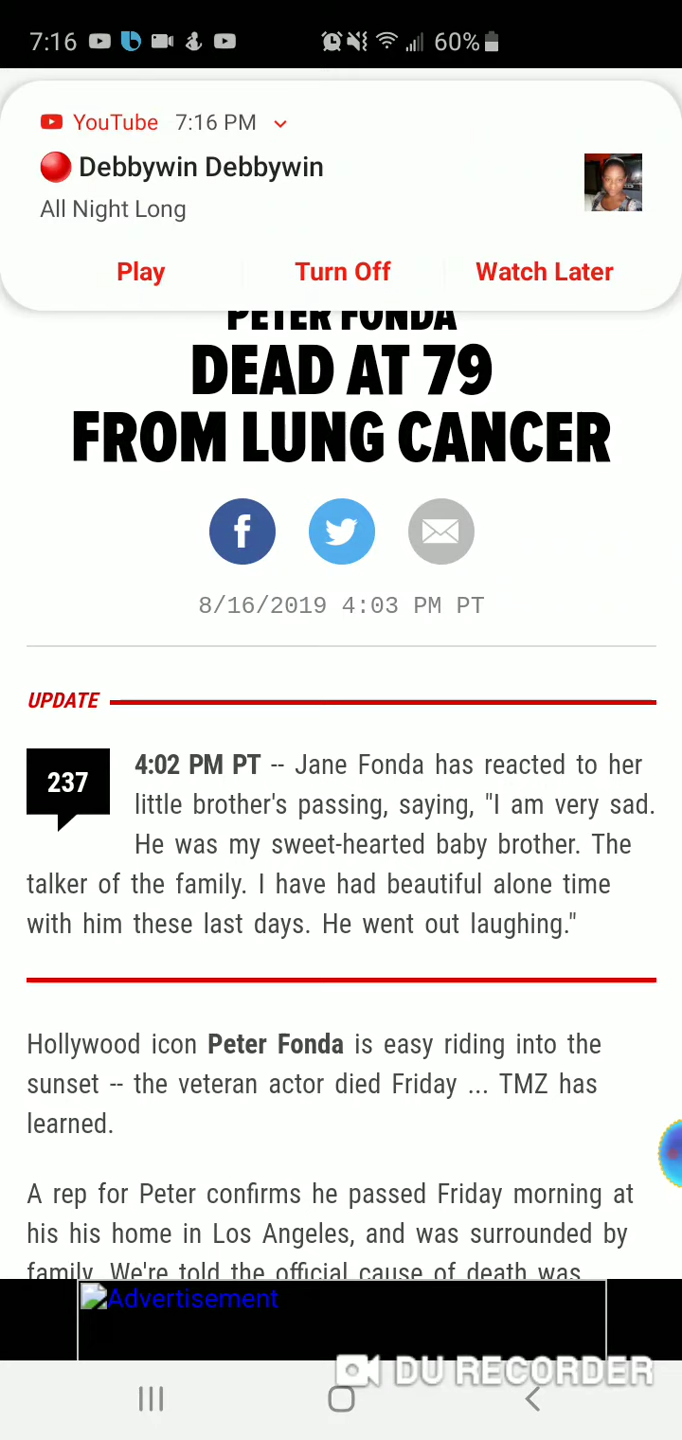 7:16 60%
YouTube 7:16 PM
Debbywin Debbywin
All Night Long
Play Turn Off Watch Later
PETER FONDA
DEAD AT 79
FROM LUNG CANCER
8/16/2019 4:03 PM PT
UPDATE
237
4:02 PM PT -- Jane Fonda has reacted to her
little brother's passing, saying, "I am very sad.
He was my sweet-hearted baby brother. The
talker of the family. I have had beautiful alone time
with him these last days. He went out laughing."
Hollywood icon Peter Fonda is easy riding into the
sunset -- the veteran actor died Friday ... TMZ has
learned.
A rep for Peter confirms he passed Friday morning at
his his home in Los Angeles, and was surrounded by
family. We're told the official cause of death was
Advertisement
DU RECORDER